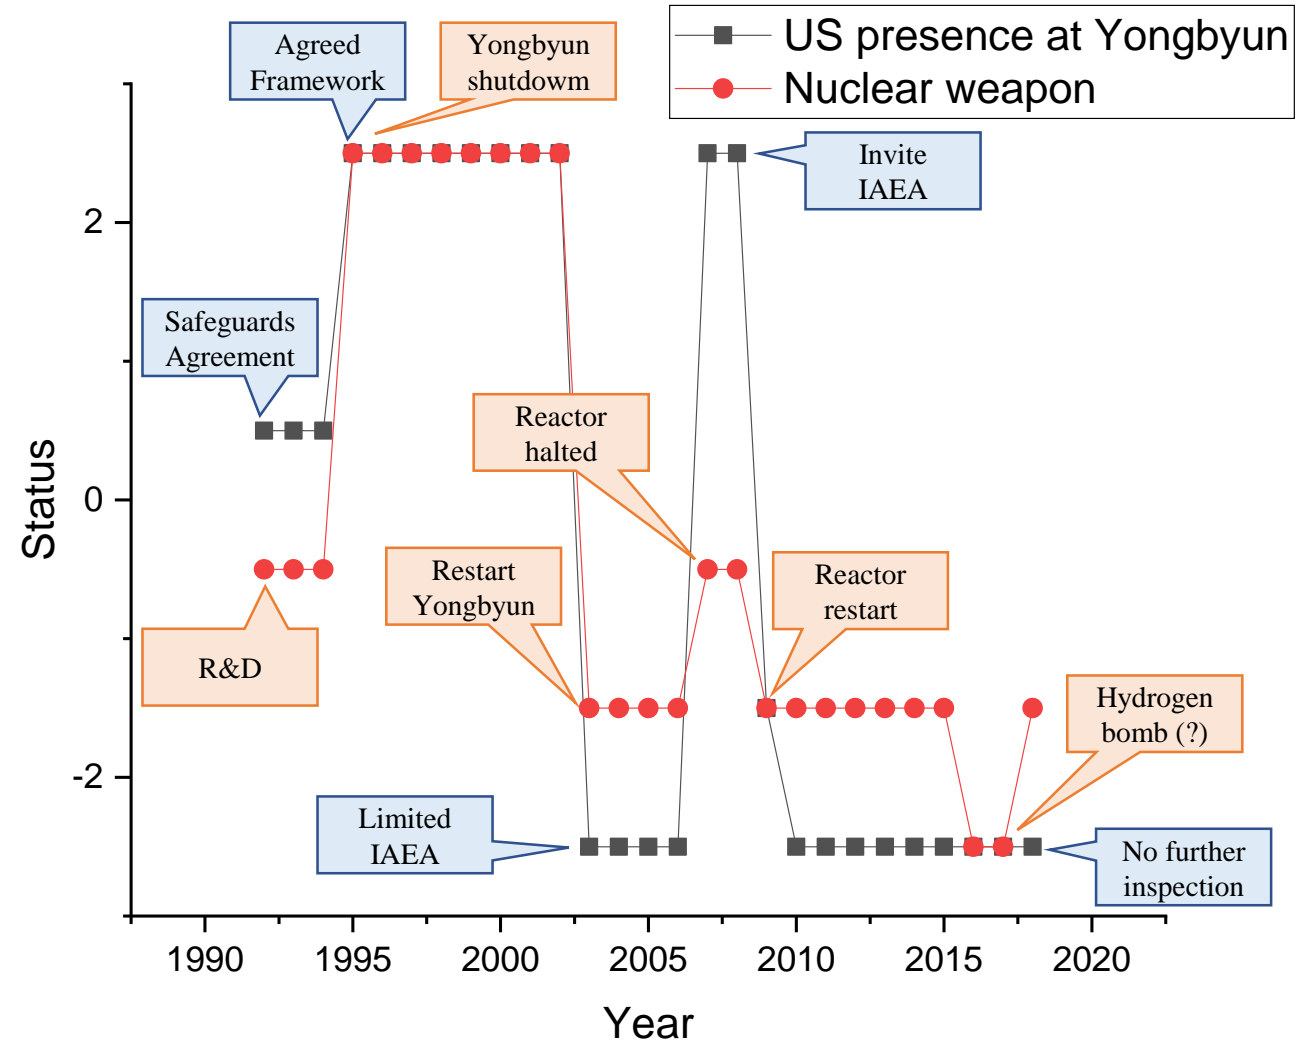 US presence at Yongbyun
Nuclear weapon
Agreed
Framework
Yongbyun
shutdowm
Invite
IAEA
Safeguards
Agreement
Reactor
halted
Restart
Yongbyun
Reactor
restart
R&D
Hydrogen
bomb (?)
Limited
IAEA
No further
inspection
2
0
-2
Status
1990
1995
2000
2005
2010
2015
2020
Year